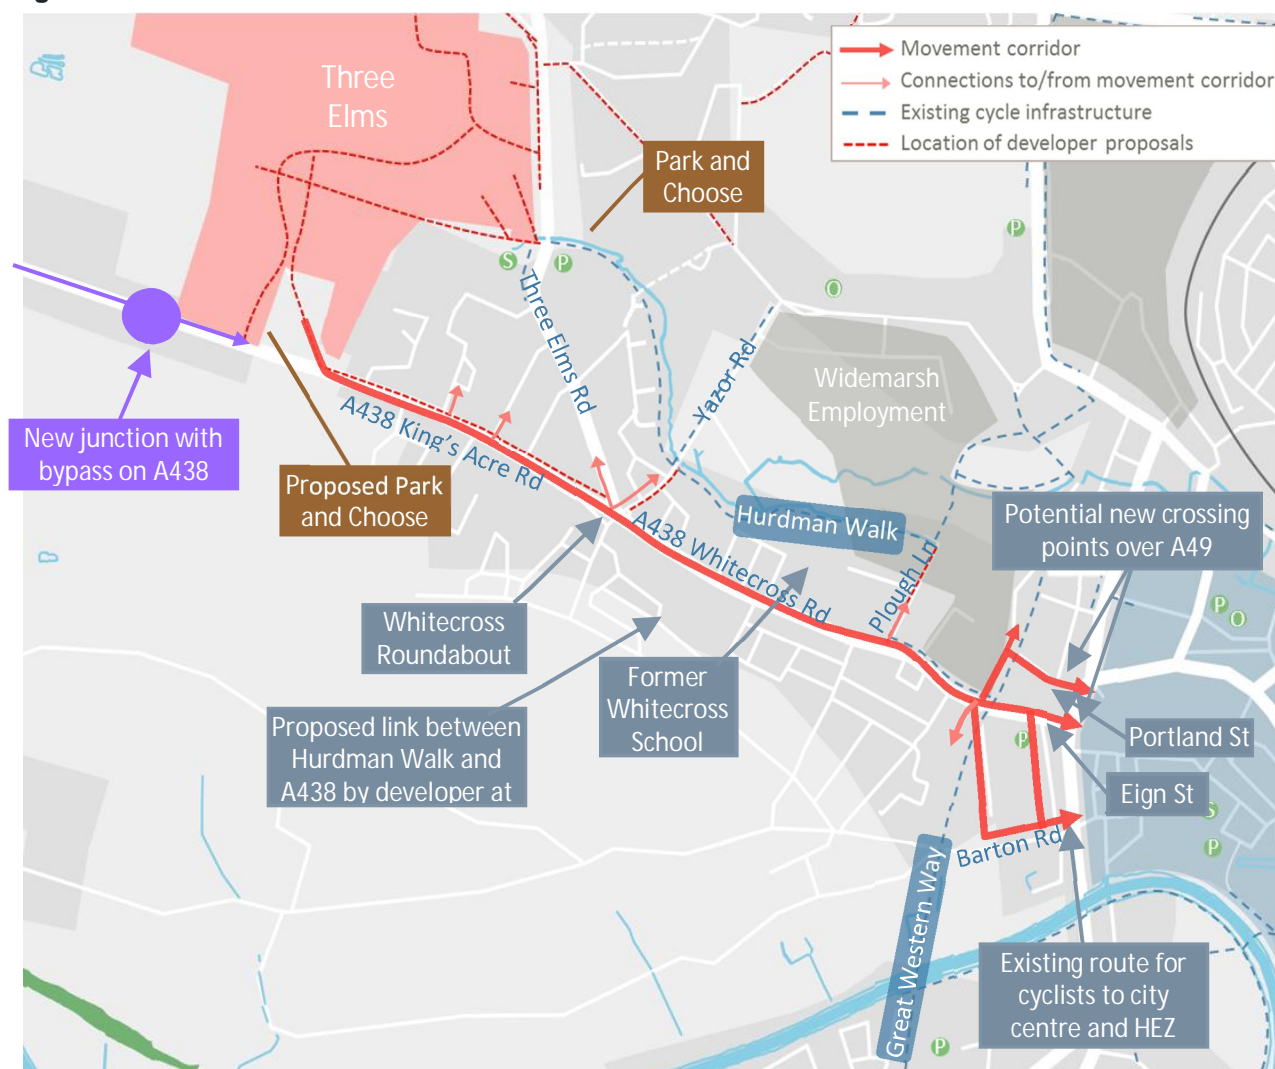 Movement corridor
Connections to/from movement corridor
Existing cycle infrastructure
Location of developer proposals
Three
Elms
Park and
Choose
P
S
P
O
Three Elms Rd
Yazor Rd
Widemarsh
Employment
New junction with
bypass on A438
A438 King's Acre Rd
Proposed Park
and Choose
A438 Whitecross Rd
Hurdman Walk
Plough Ln
Potential new crossing
points over A49
P
O
Whitecross
Roundabout
Former
Whitecross
School
Proposed link between
Hurdman Walk and
A438 by developer at
P
Portland St
Eign St
S
P
Barton Rd
Great Western Way
Existing route for
cyclists to city
centre and HEZ
P